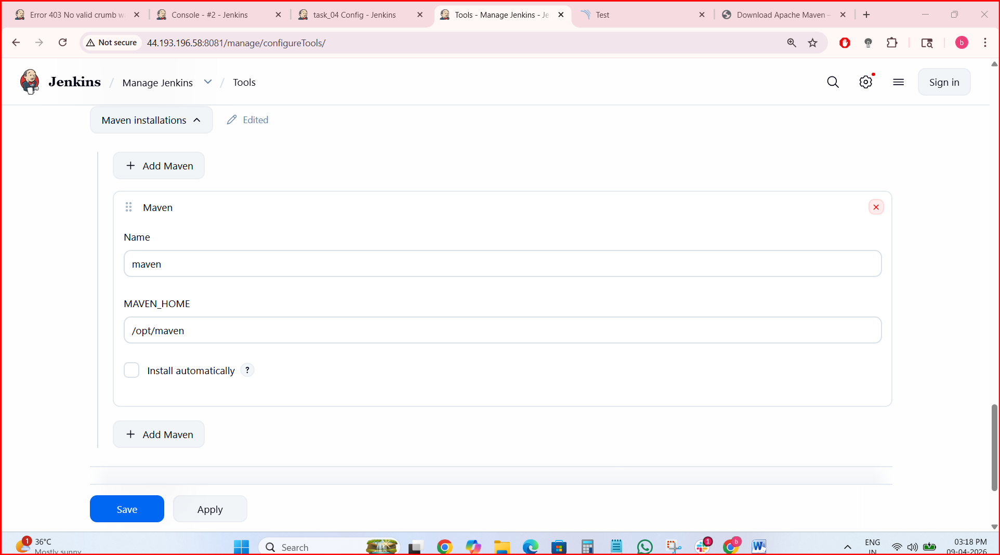 Error 403 No valid crumb w
Console - #2 - Jenkins
task_04 Config - Jenkins
Tools - Manage Jenkins - Je
Test
Download Apache Maven –
Not secure
44.193.196.58:8081/manage/configureTools/
b
Jenkins / Manage Jenkins / Tools
Sign in
Maven installations
Edited
+ Add Maven
Maven
Name
maven
MAVEN_HOME
/opt/maven
Install automatically ?
+ Add Maven
Save
Apply
1
36°C
Mostly sunny
Search
1
b
W
ENG
IN
03:18 PM
09-04-2026